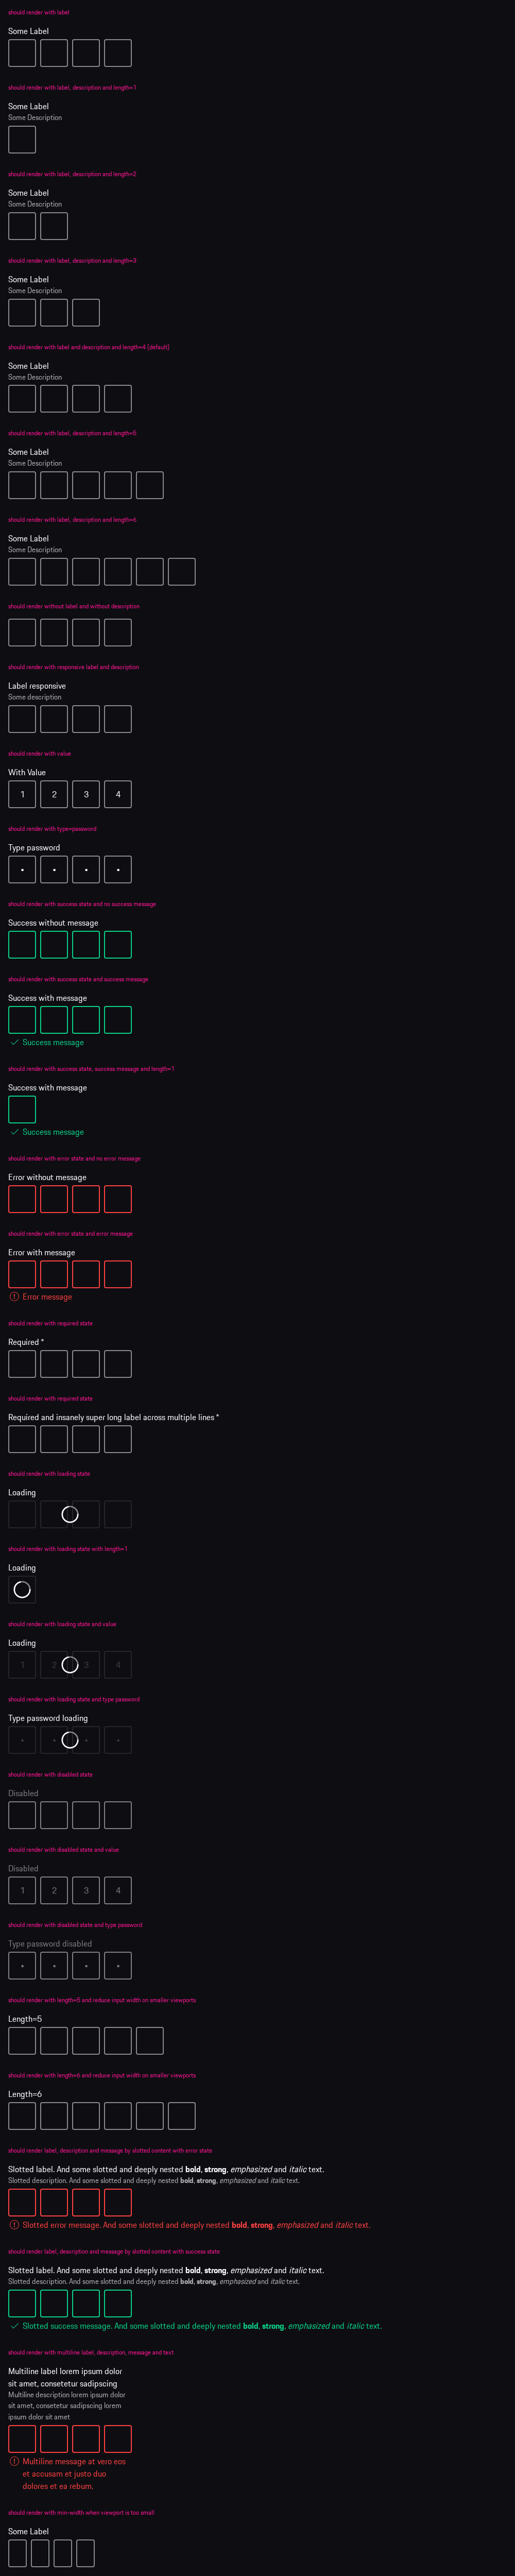 should render with label
Some Label
should render with label, description and length=1
Some Label
Some Description
should render with label, description and length=2
Some Label
Some Description
should render with label, description and length=3
Some Label
Some Description
should render with label and description and length=4 (default)
Some Label
Some Description
should render with label, description and length=5
Some Label
Some Description
should render with label, description and length=6
Some Label
Some Description
should render without label and without description
should render with responsive label and description
Label responsive
Some description
should render with value
With Value
1 2 3 4
should render with type=password
Type password
• • • •
should render with success state and no success message
Success without message
should render with success state and success message
Success with message
Success message
should render with success state, success message and length=1
Success with message
Success message
should render with error state and no error message
Error without message
should render with error state and error message
Error with message
Error message
should render with required state
Required *
should render with required state
Required and insanely super long label across multiple lines *
should render with loading state
Loading
should render with loading state with length=1
Loading
should render with loading state and value
Loading
1 2 3 4
should render with loading state and type password
Type password loading
• • • •
should render with disabled state
Disabled
should render with disabled state and value
Disabled
1 2 3 4
should render with disabled state and type password
Type password disabled
• • • •
should render with length=5 and reduce input width on smaller viewports
Length=5
should render with length=6 and reduce input width on smaller viewports
Length=6
should render label, description and message by slotted content with error state
Slotted label. And some slotted and deeply nested bold, strong, emphasized and italic text.
Slotted description. And some slotted and deeply nested bold, strong, emphasized and italic text.
Slotted error message. And some slotted and deeply nested bold, strong, emphasized and italic text.
should render label, description and message by slotted content with success state
Slotted label. And some slotted and deeply nested bold, strong, emphasized and italic text.
Slotted description. And some slotted and deeply nested bold, strong, emphasized and italic text.
Slotted success message. And some slotted and deeply nested bold, strong, emphasized and italic text.
should render with multiline label, description, message and text
Multiline label lorem ipsum dolor
sit amet, consetetur sadipscing
Multiline description lorem ipsum dolor
sit amet, consetetur sadipscing lorem
ipsum dolor sit amet
Multiline message at vero eos
et accusam et justo duo
dolores et ea rebum.
should render with min-width when viewport is too small
Some Label